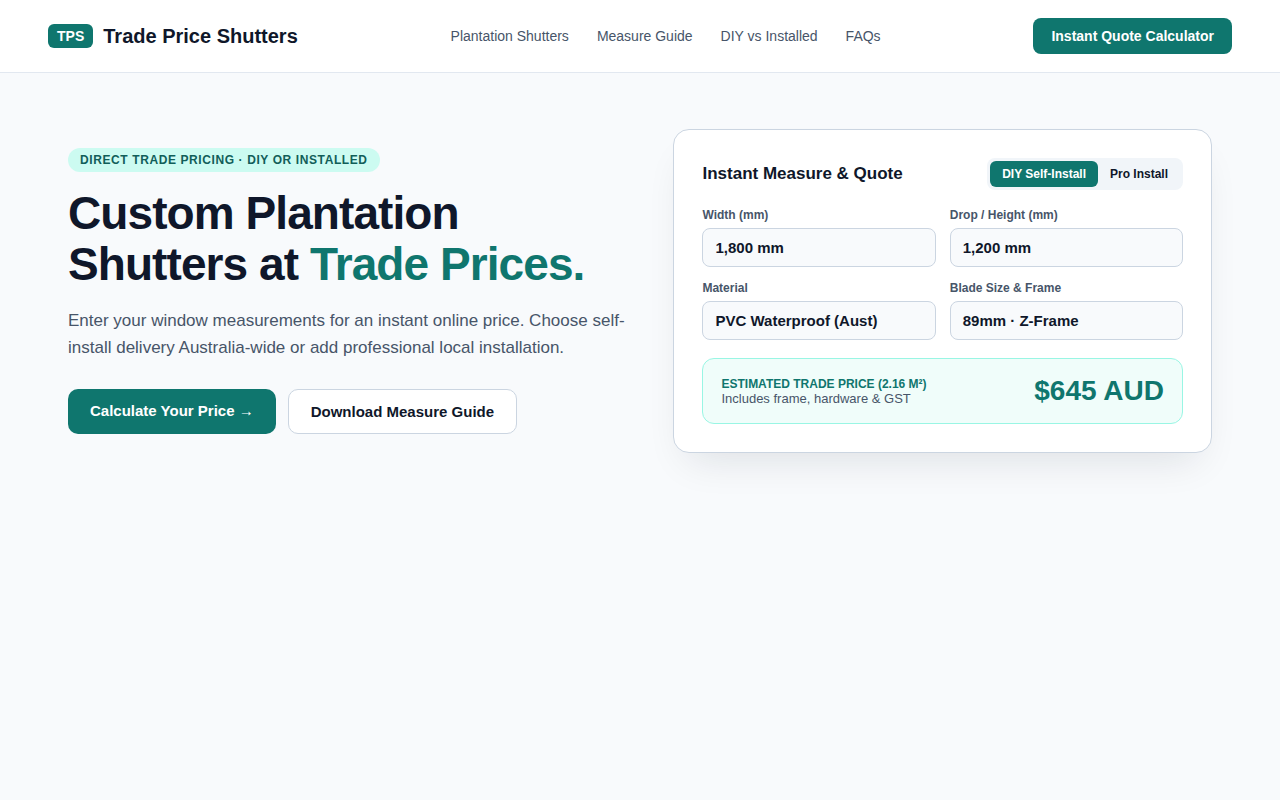 TPS Trade Price Shutters
Plantation Shutters Measure Guide DIY vs Installed FAQs
Instant Quote Calculator
DIRECT TRADE PRICING · DIY OR INSTALLED
Custom Plantation
Shutters at Trade Prices.
Enter your window measurements for an instant online price. Choose self-
install delivery Australia-wide or add professional local installation.
Calculate Your Price →
Download Measure Guide
Instant Measure & Quote
DIY Self-Install Pro Install
Width (mm)
1,800 mm
Drop / Height (mm)
1,200 mm
Material
PVC Waterproof (Aust)
Blade Size & Frame
89mm · Z-Frame
ESTIMATED TRADE PRICE (2.16 M²)
Includes frame, hardware & GST
$645 AUD